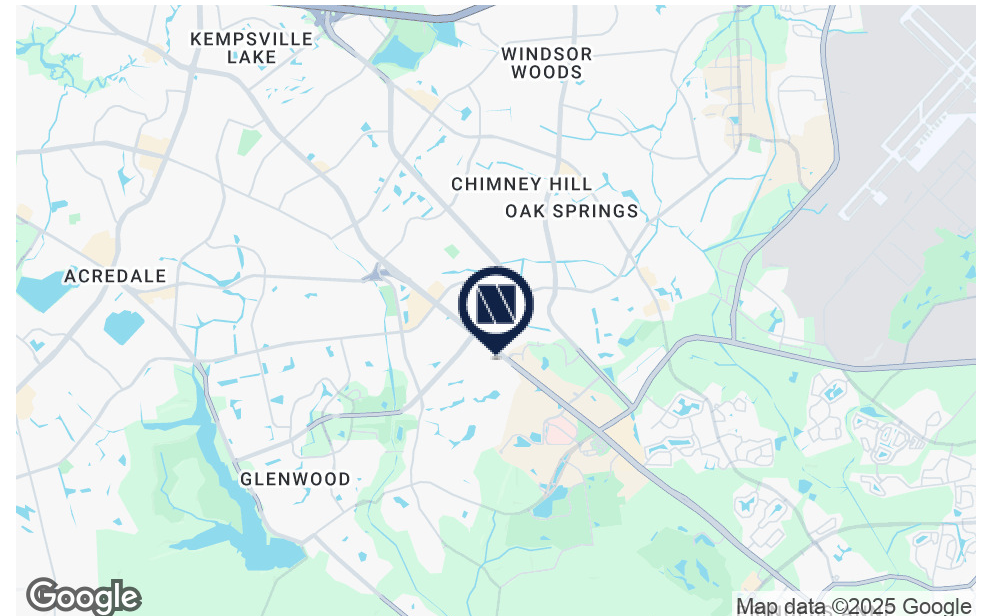 KEMPSVILLE
LAKE
WINDSOR
WOODS
CHIMNEY HILL
OAK SPRINGS
ACREDALE
GLENWOOD
Google
Map data ©2025 Google